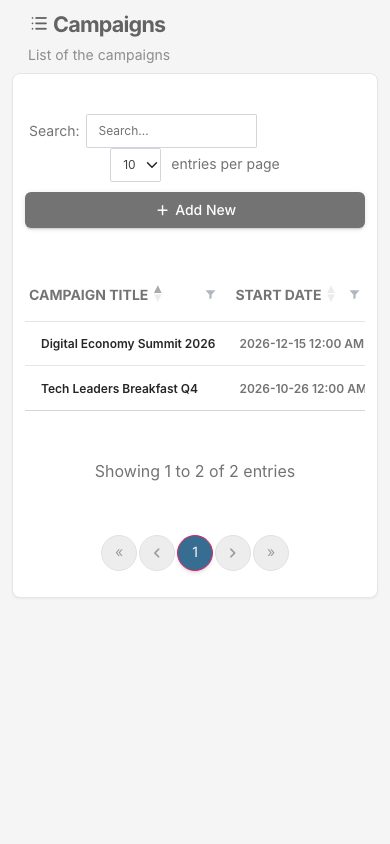 Campaigns
List of the campaigns
Search: Search...
10 entries per page
+ Add New
CAMPAIGN TITLE START DATE
Digital Economy Summit 2026 2026-12-15 12:00 AM
Tech Leaders Breakfast Q4 2026-10-26 12:00 AM
Showing 1 to 2 of 2 entries
« ‹ 1 › »